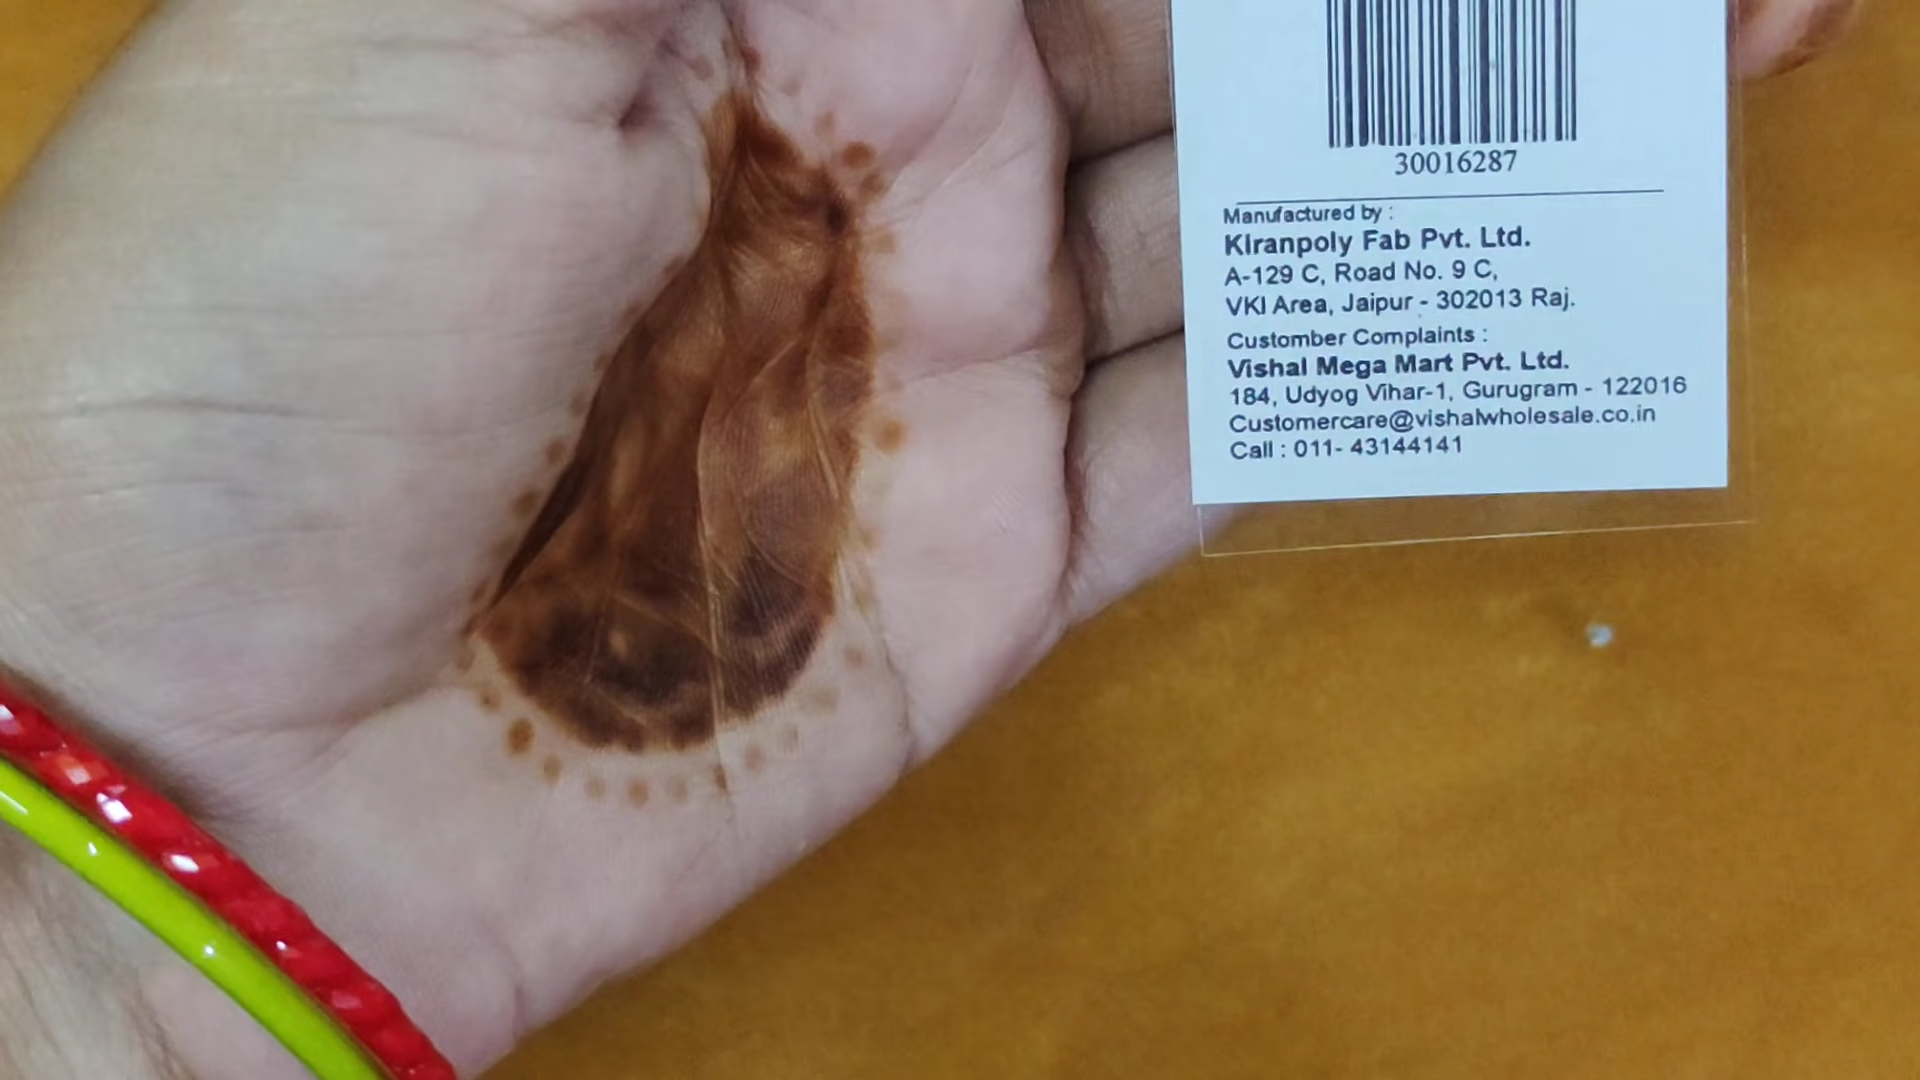 30016287
Manufactured by :
Kiranpoly Fab Pvt. Ltd.
A-129 C, Road No. 9 C,
VKI Area, Jaipur - 302013 Raj.
Customber Complaints :
Vishal Mega Mart Pvt. Ltd.
184, Udyog Vihar-1, Gurugram - 122016
Customercare@vishalwholesale.co.in
Call : 011- 43144141